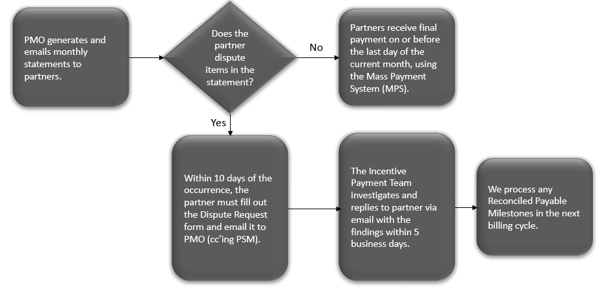 PMO generates and
emails monthly
statements to
partners.
Does the
partner
dispute
items in the
statement?
No
Partners receive final
payment on or before
the last day of the
current month, using
the Mass Payment
System (MPS).
Yes
Within 10 days of the
occurrence, the
partner must fill out
the Dispute Request
form and email it to
PMO (cc’ing PSM).
The Incentive
Payment Team
investigates and
replies to partner via
email with the
findings within 5
business days.
We process any
Reconciled Payable
Milestones in the next
billing cycle.